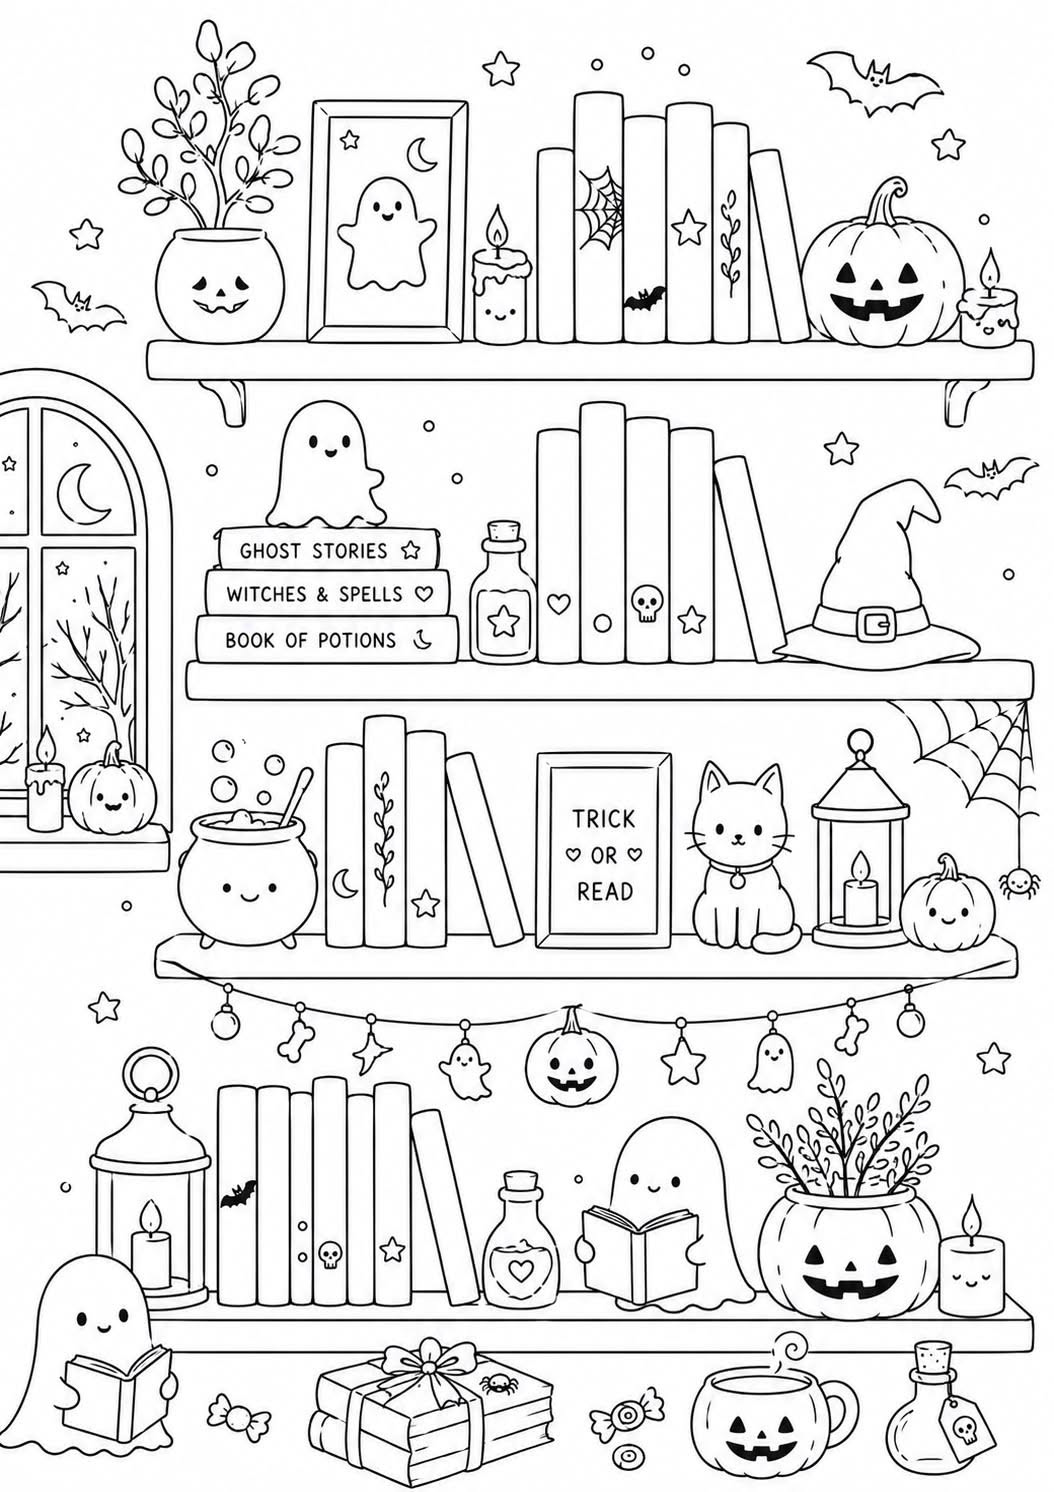 GHOST STORIES
WITCHES & SPELLS
BOOK OF POTIONS
TRICK
OR
READ